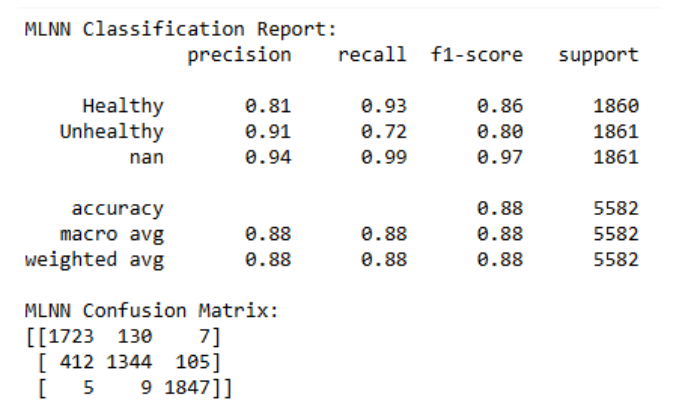 MLNN Classification Report:
precision recall f1-score support
Healthy 0.81 0.93 0.86 1860
Unhealthy 0.91 0.72 0.80 1861
nan 0.94 0.99 0.97 1861
accuracy 0.88 5582
macro avg 0.88 0.88 0.88 5582
weighted avg 0.88 0.88 0.88 5582
MLNN Confusion Matrix:
[[1723 130 7]
[ 412 1344 105]
[ 5 9 1847]]